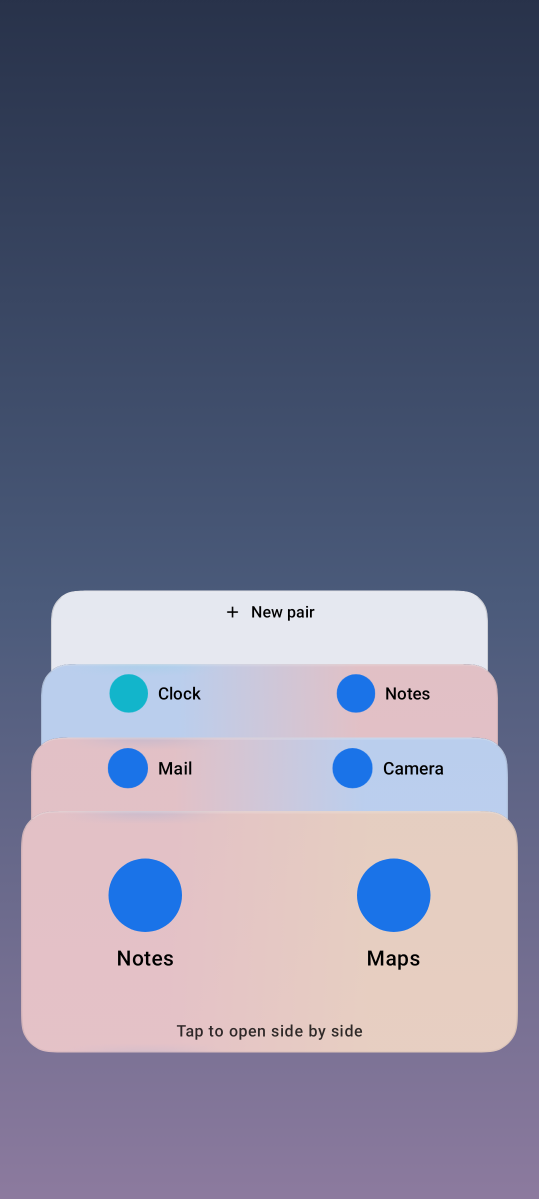 + New pair
Clock Notes
Mail Camera
Notes Maps
Tap to open side by side